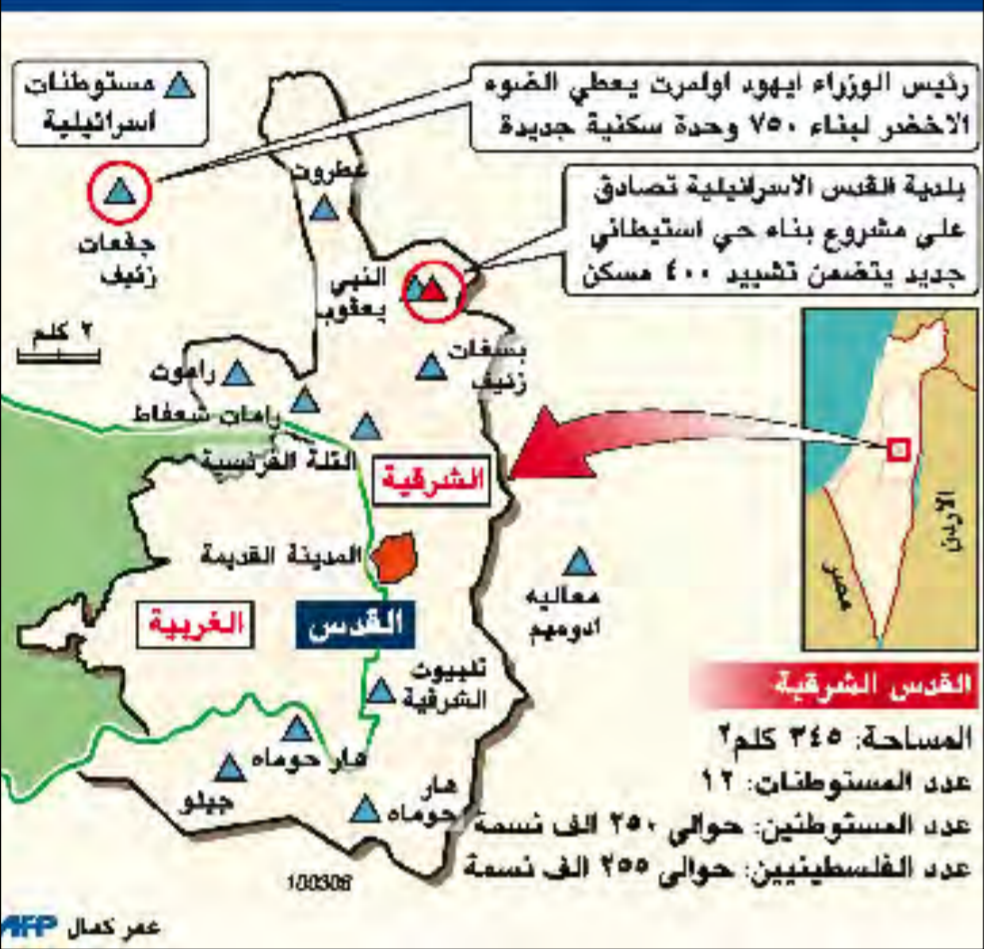 مستوطنات
اسرائيلية
رئيس الوزراء ايهود اولمرت يعطي الضوء
الاخضر لبناء ٧٥٠ وحدة سكنية جديدة
بلدية القدس الاسرائيلية تصادق
على مشروع بناء حي استيطاني
جديد يتضمن تشييد ٤٠٠ مسكن
جفعات
زئيف
عطروت
النبي
يعقوب
٢ كلم
بسغات
زئيف
راموت
رامات شعفاط
التلة الفرنسية
الشرقية
المدينة القديمة
الغربية
القدس
معاليه
ادوميم
الاردن
مصر
تلبيوت
الشرقية
هار حوماه
جيلو
هار
حوماه
القدس الشرقية
المساحة: ٣٤٥ كلم٢
عدد المستوطنات: ١٢
عدد المستوطنين: حوالى ٢٥٠ الف نسمة
عدد الفلسطينيين: حوالى ٢٥٥ الف نسمة
100308
عمر كمال AFP